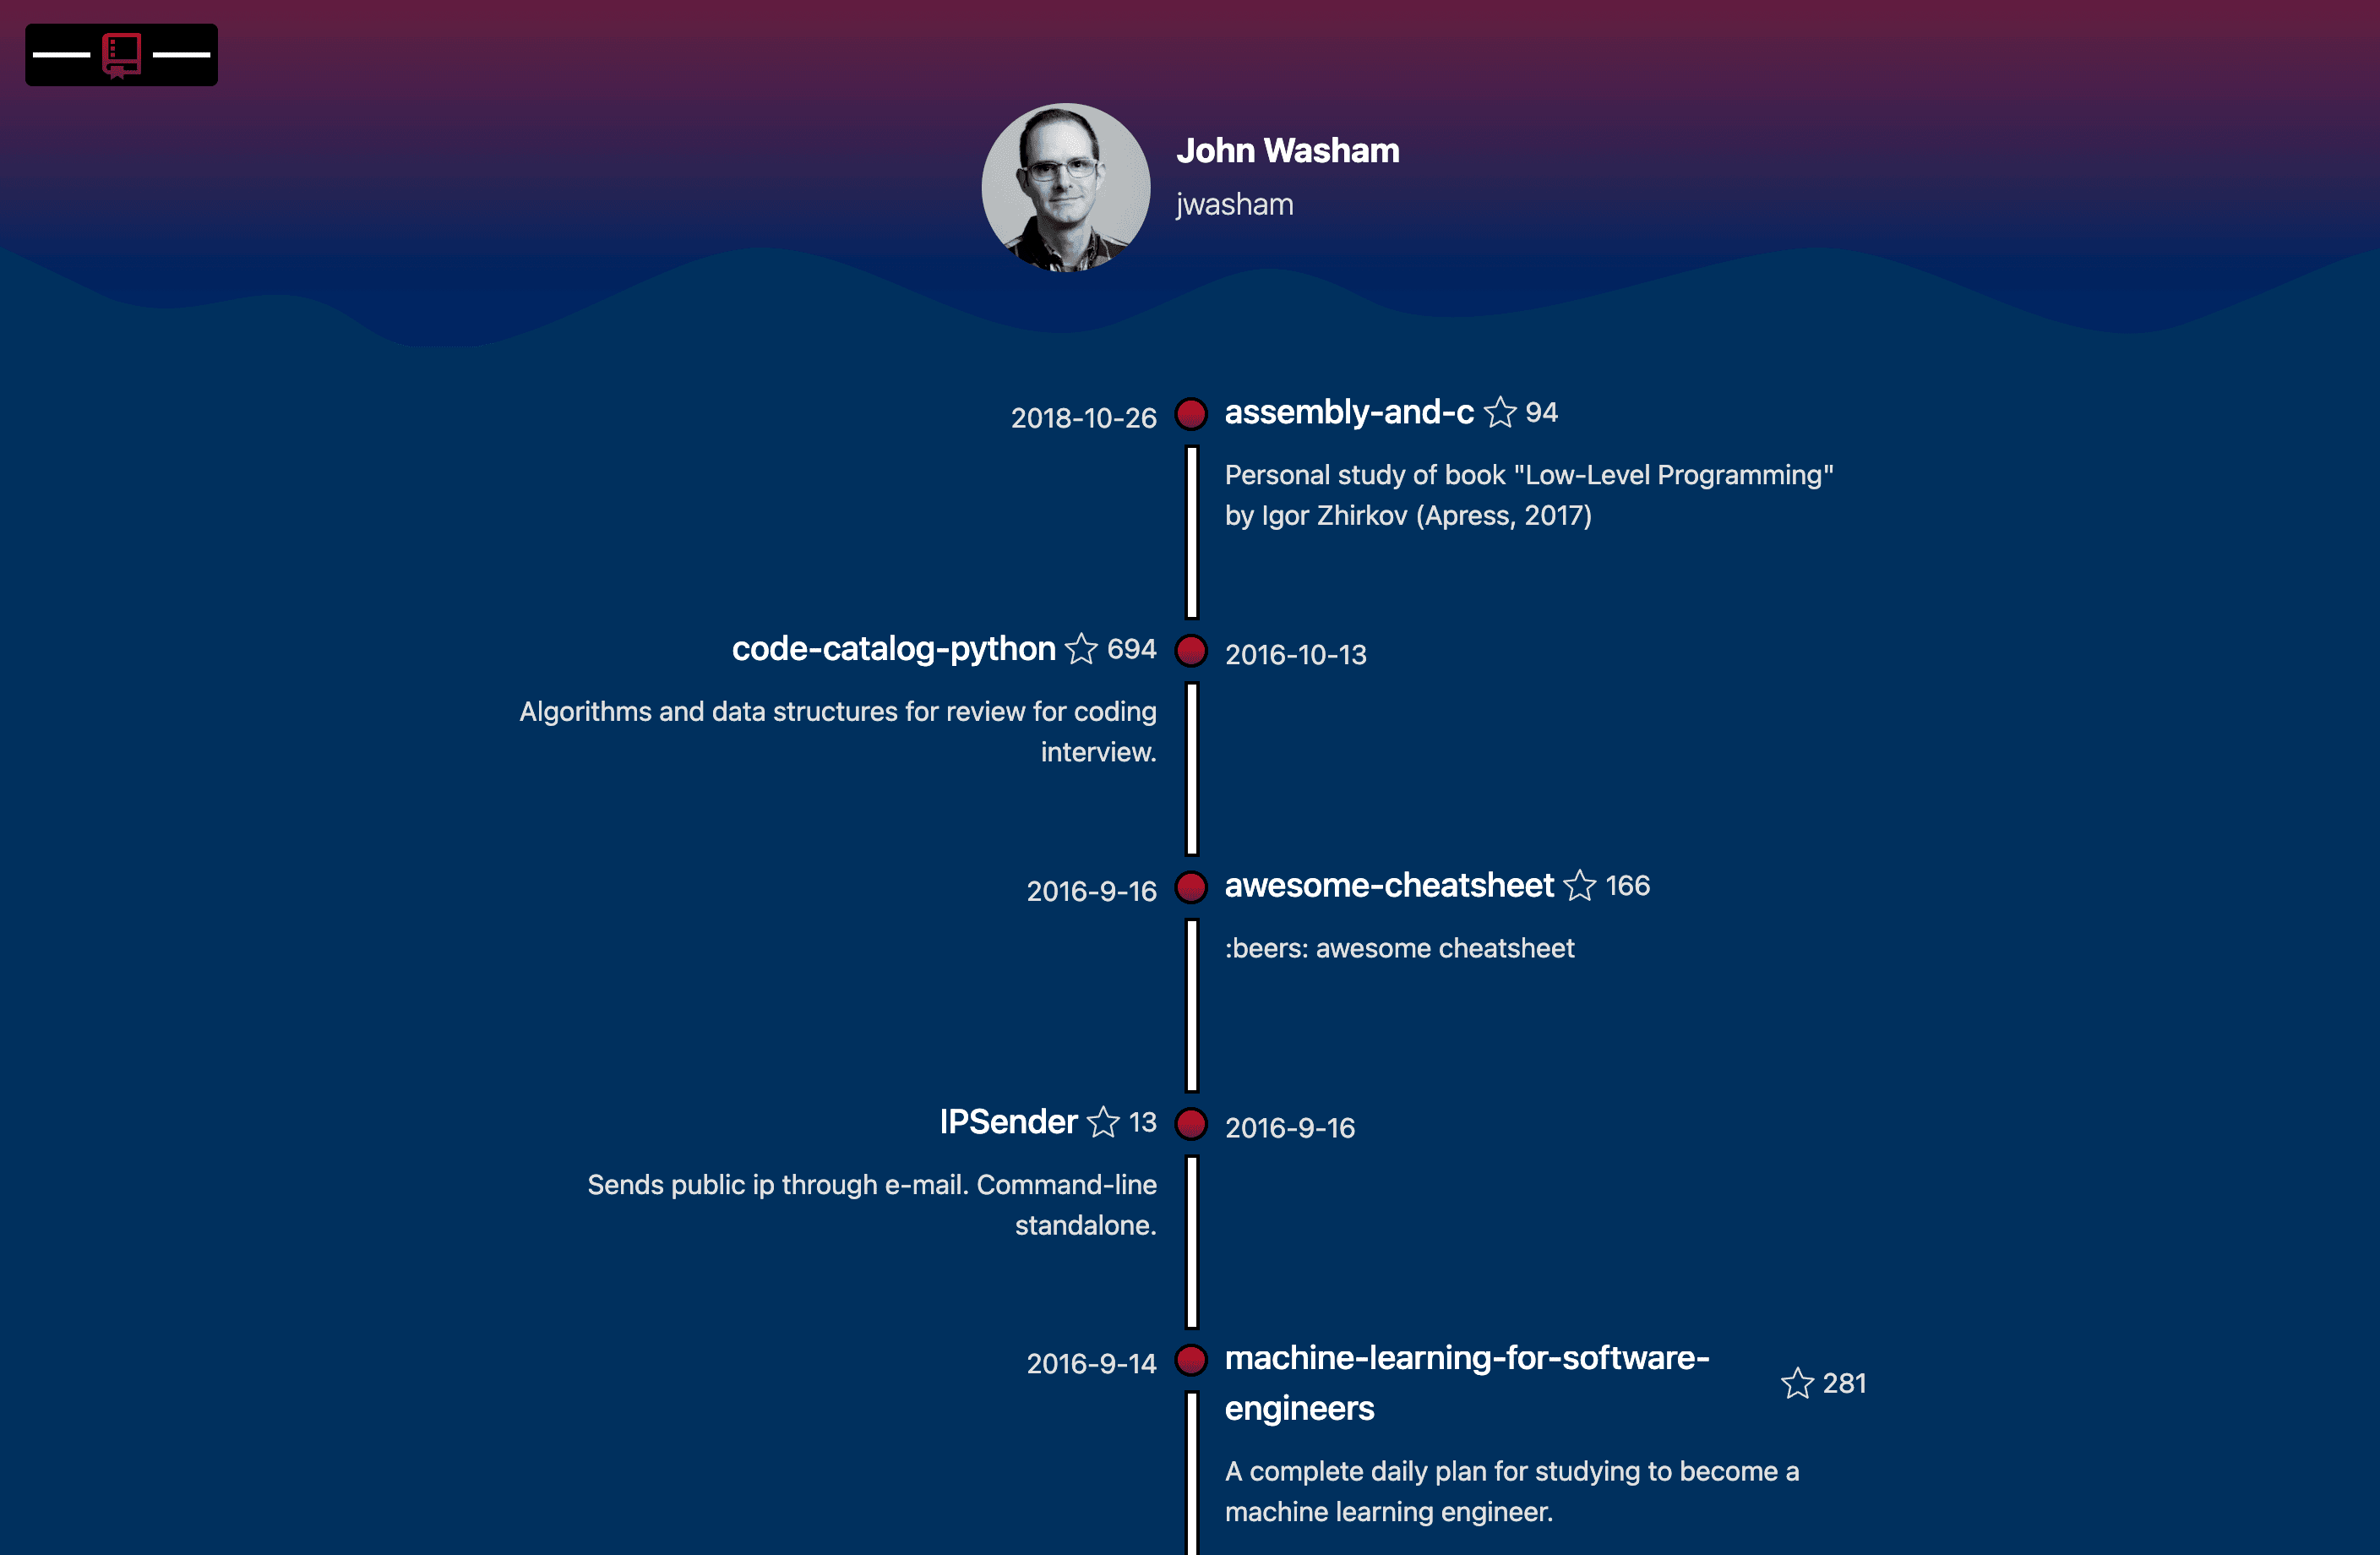 John Washam
jwasham
2018-10-26
assembly-and-c 94
Personal study of book "Low-Level Programming"
by Igor Zhirkov (Apress, 2017)
code-catalog-python 694
2016-10-13
Algorithms and data structures for review for coding
interview.
2016-9-16
awesome-cheatsheet 166
:beers: awesome cheatsheet
IPSender 13
2016-9-16
Sends public ip through e-mail. Command-line
standalone.
2016-9-14
machine-learning-for-software-
engineers
281
A complete daily plan for studying to become a
machine learning engineer.